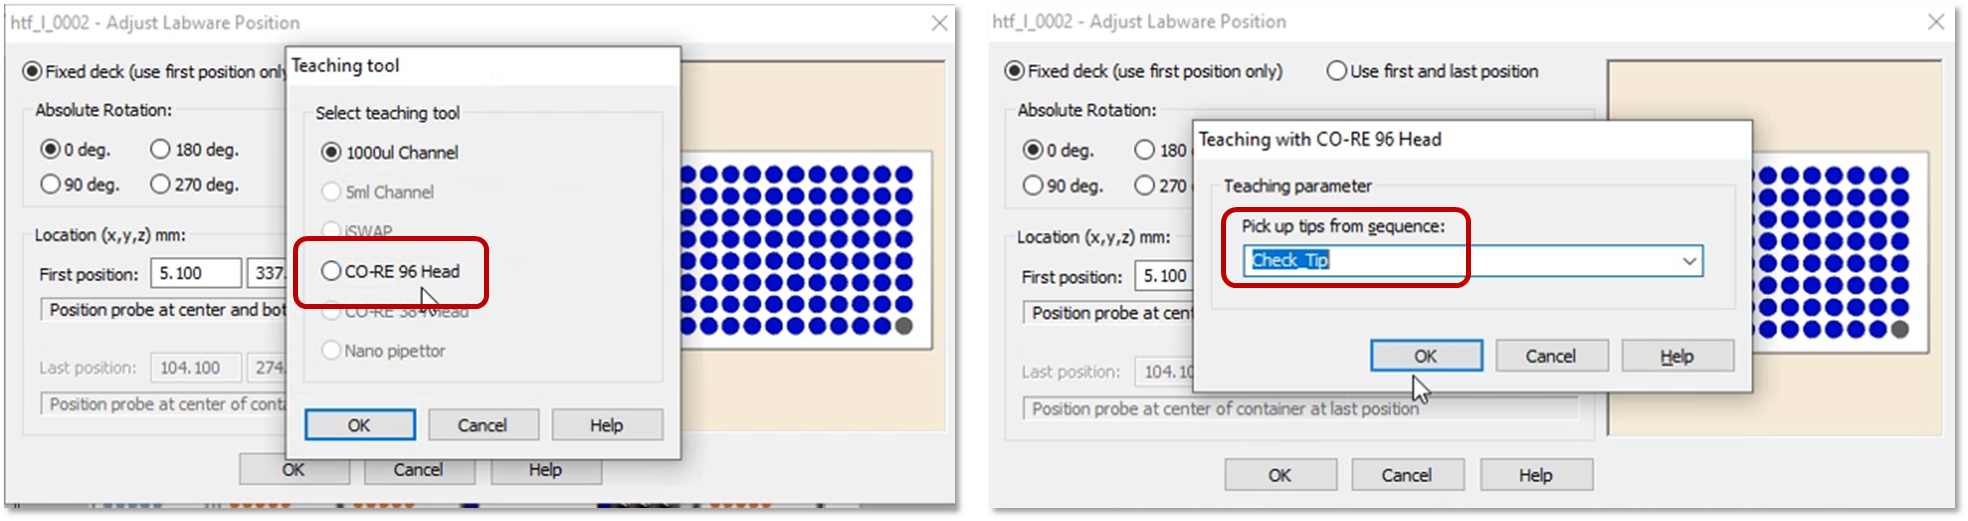 htf_l_0002 - Adjust Labware Position
Teaching tool
Fixed deck (use first position only
Absolute Rotation:
0 deg. 180 deg.
90 deg. 270 deg.
Location (x,y,z) mm:
First position: 5.100 337.
Position probe at center and bot
Last position: 104.100 274.
Position probe at center of conta
Select teaching tool
1000ul Channel
5ml Channel
iSWAP
CO-RE 96 Head
CO-RE 384 Head
Nano pipettor
OK Cancel Help
OK Cancel Help
htf_l_0002 - Adjust Labware Position
Fixed deck (use first position only) Use first and last position
Absolute Rotation:
0 deg. 180
90 deg. 270
Location (x,y,z) mm:
First position: 5.100
Position probe at cent
Last position: 104.10
Position probe at center of container at last position
Teaching with CO-RE 96 Head
Teaching parameter
Pick up tips from sequence:
Check_Tip
OK Cancel Help
OK Cancel Help